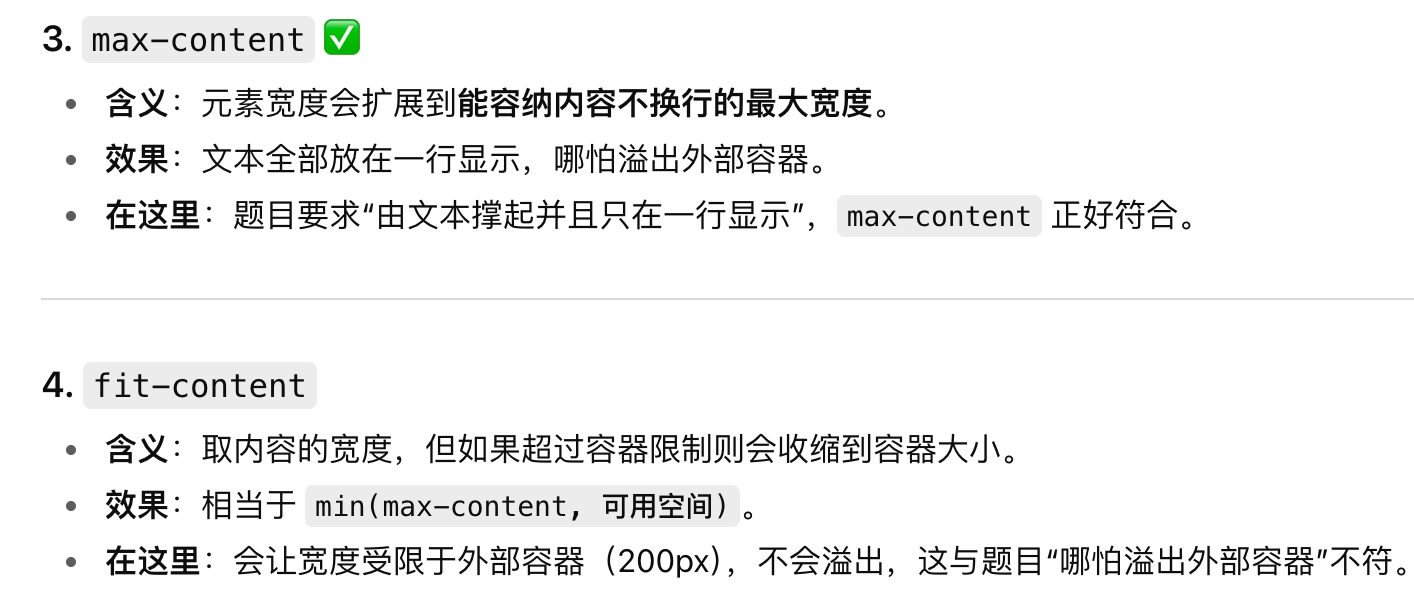 3. max-content ✅
• 含义：元素宽度会扩展到能容纳内容不换行的最大宽度。
• 效果：文本全部放在一行显示，哪怕溢出外部容器。
• 在这里：题目要求“由文本撑起并且只在一行显示”，max-content 正好符合。
4. fit-content
• 含义：取内容的宽度，但如果超过容器限制则会收缩到容器大小。
• 效果：相当于 min(max-content, 可用空间)。
• 在这里：会让宽度受限于外部容器（200px），不会溢出，这与题目“哪怕溢出外部容器”不符。